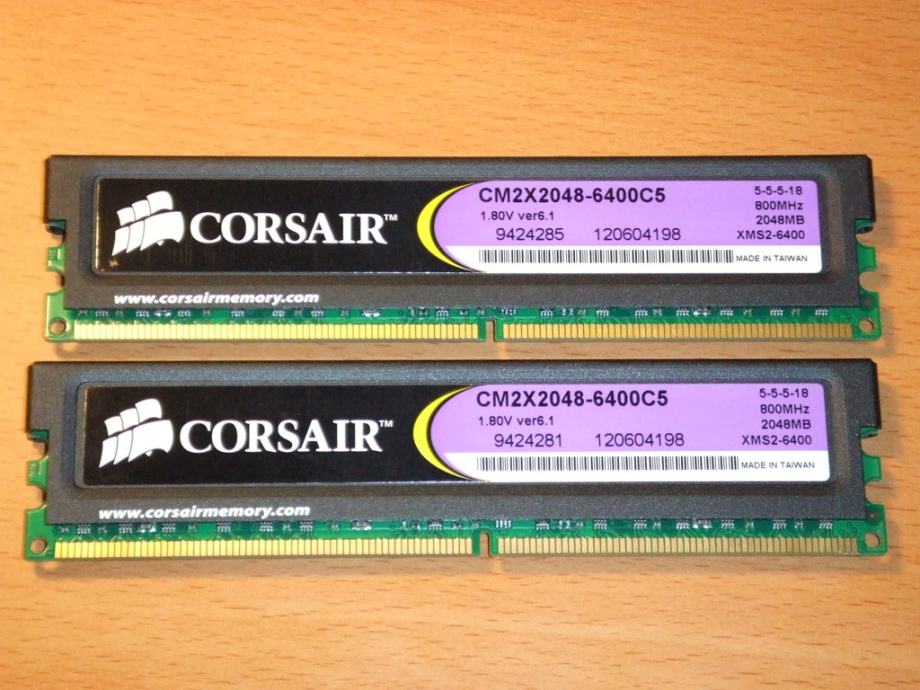 CORSAIR™
CM2X2048-6400C5
1.80V ver6.1
9424285 120604198
5-5-5-18
800MHz
2048MB
XMS2-6400
MADE IN TAIWAN
www.corsairmemory.com
CORSAIR™
CM2X2048-6400C5
1.80V ver6.1
9424281 120604198
5-5-5-18
800MHz
2048MB
XMS2-6400
MADE IN TAIWAN
www.corsairmemory.com